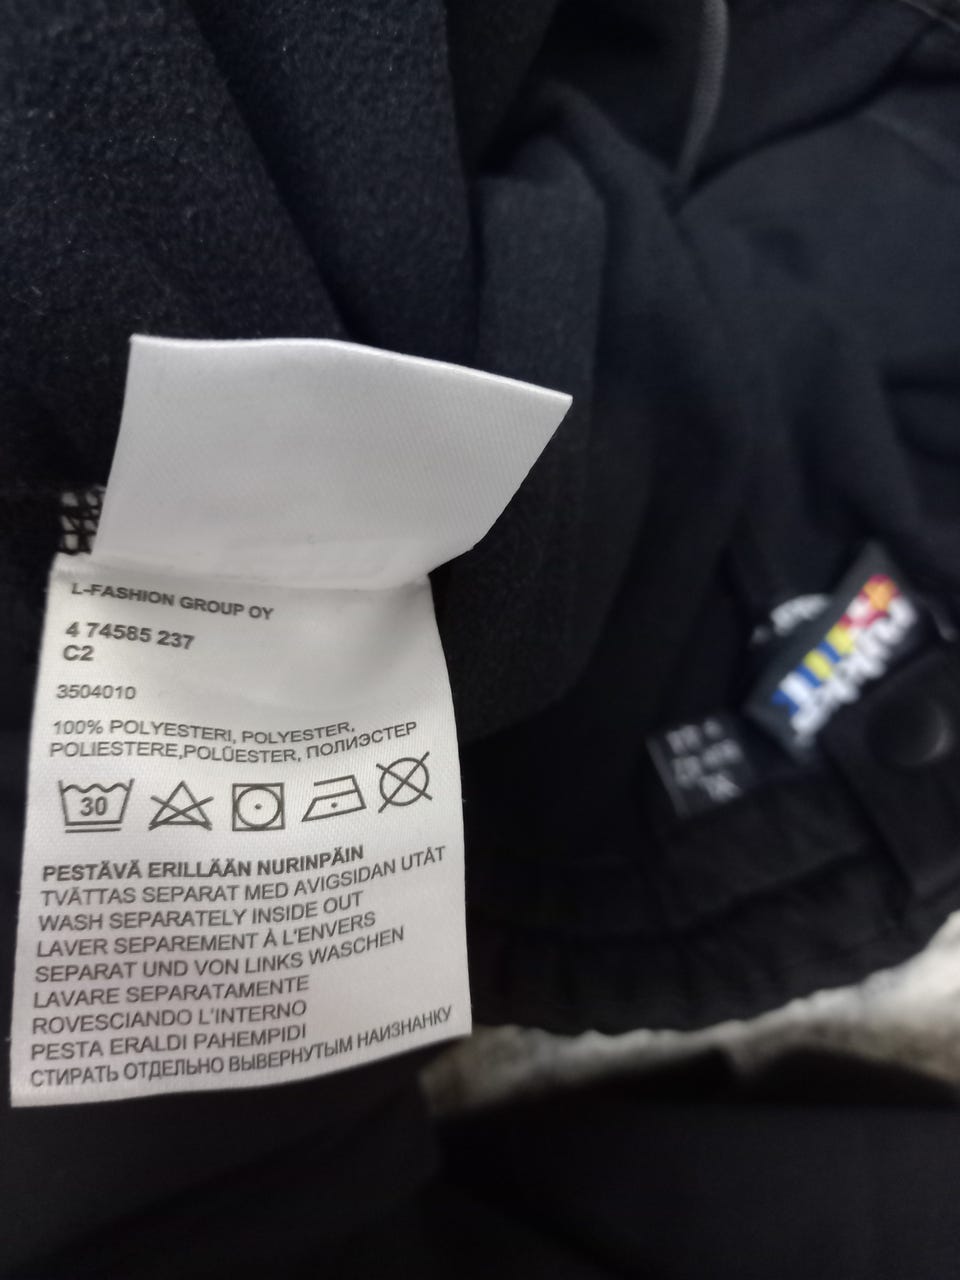 L-FASHION GROUP OY
4 74585 237
C2
3504010
100% POLYESTERI, POLYESTER,
POLIESTERE,POLÜESTER, ПОЛИЭСТЕР
30
PESTÄVÄ ERILLÄÄN NURINPÄIN
TVÄTTAS SEPARAT MED AVIGSIDAN UTÅT
WASH SEPARATELY INSIDE OUT
LAVER SEPAREMENT À L'ENVERS
SEPARAT UND VON LINKS WASCHEN
LAVARE SEPARATAMENTE
ROVESCIANDO L'INTERNO
PESTA ERALDI PAHEMPIDI
СТИРАТЬ ОТДЕЛЬНО ВЫВЕРНУТЫМ НАИЗНАНКУ